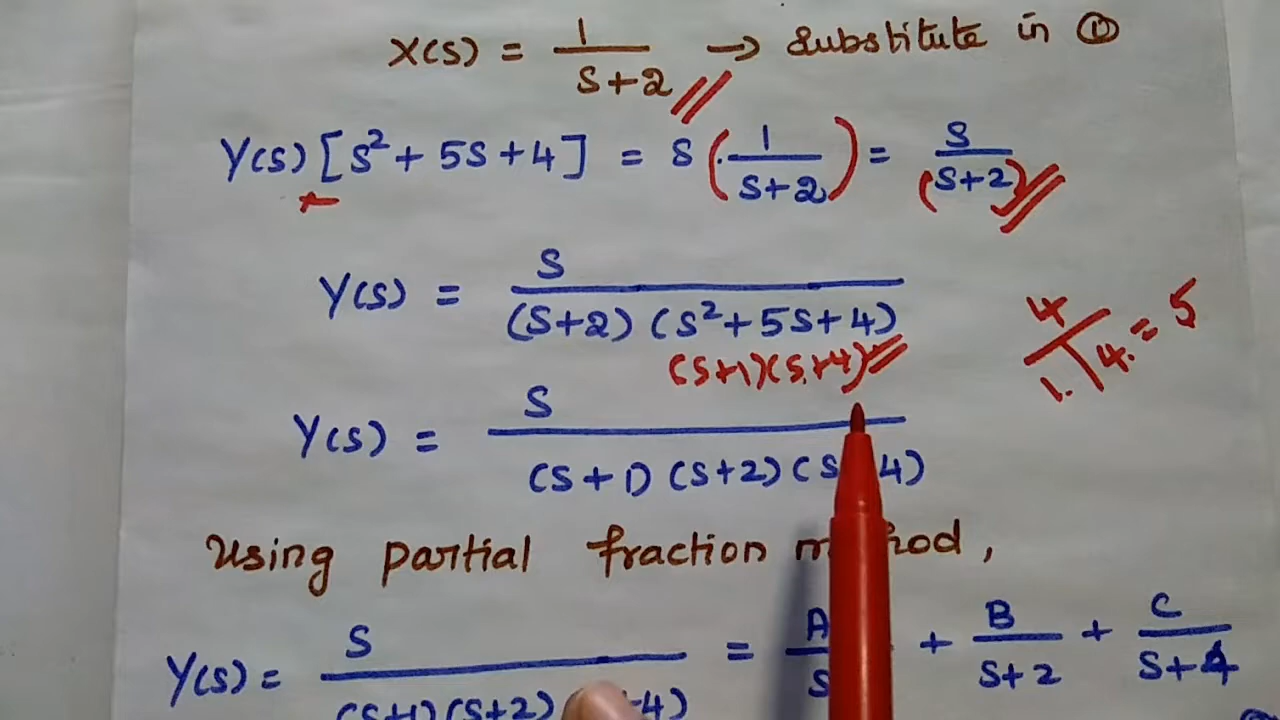 X(S) = 1/(S+2) → Substitute in ①
Y(S) [S² + 5S + 4] = S (· 1/(S+2)) = S/(S+2)
Y(S) = S/((S+2) (S² + 5S + 4))
(S+1)(S+4)
4
1. 4. = 5
Y(S) = S/((S+1) (S+2) (S 4)
Using partial fraction method,
Y(S) = S/((S+1)(S+2) +4) = A/S + B/(S+2) + C/(S+4)